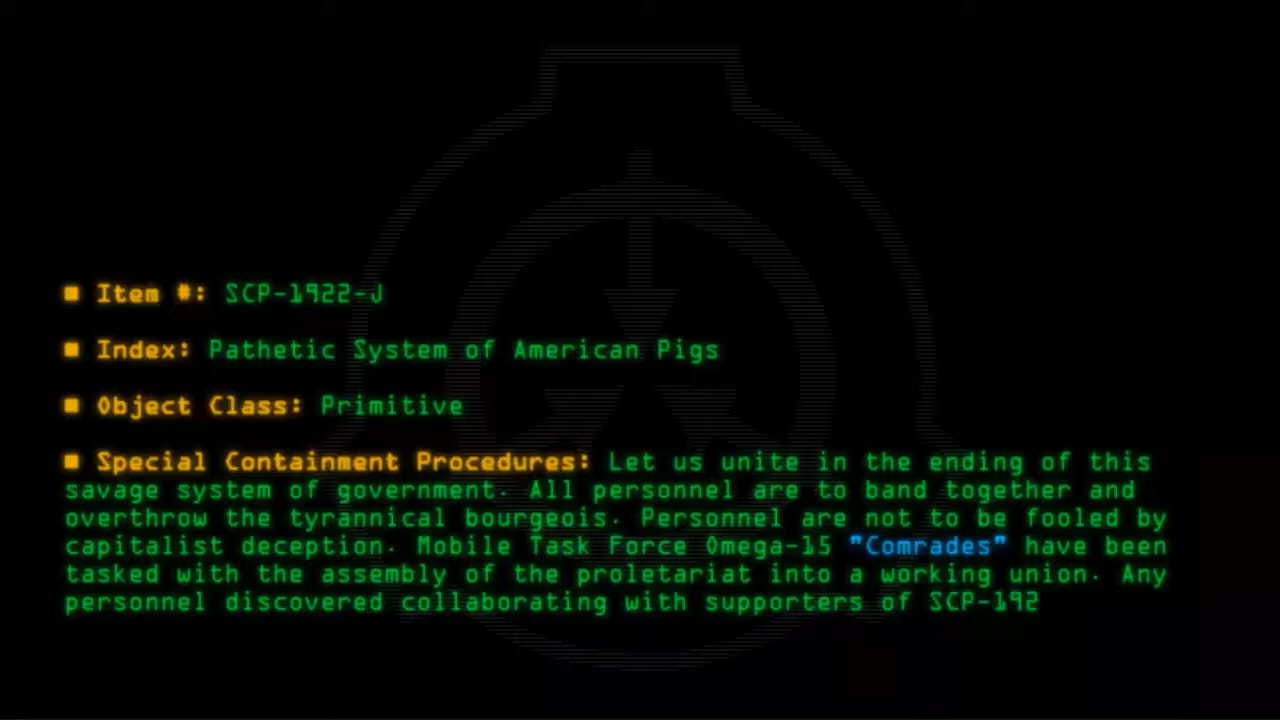 ■ Item #: SCP-1922-J
■ Index: Pathetic System of American Pigs
■ Object Class: Primitive
■ Special Containment Procedures: Let us unite in the ending of this
savage system of government. All personnel are to band together and
overthrow the tyrannical bourgeois. Personnel are not to be fooled by
capitalist deception. Mobile Task Force Omega-15 "Comrades" have been
tasked with the assembly of the proletariat into a working union. Any
personnel discovered collaborating with supporters of SCP-192